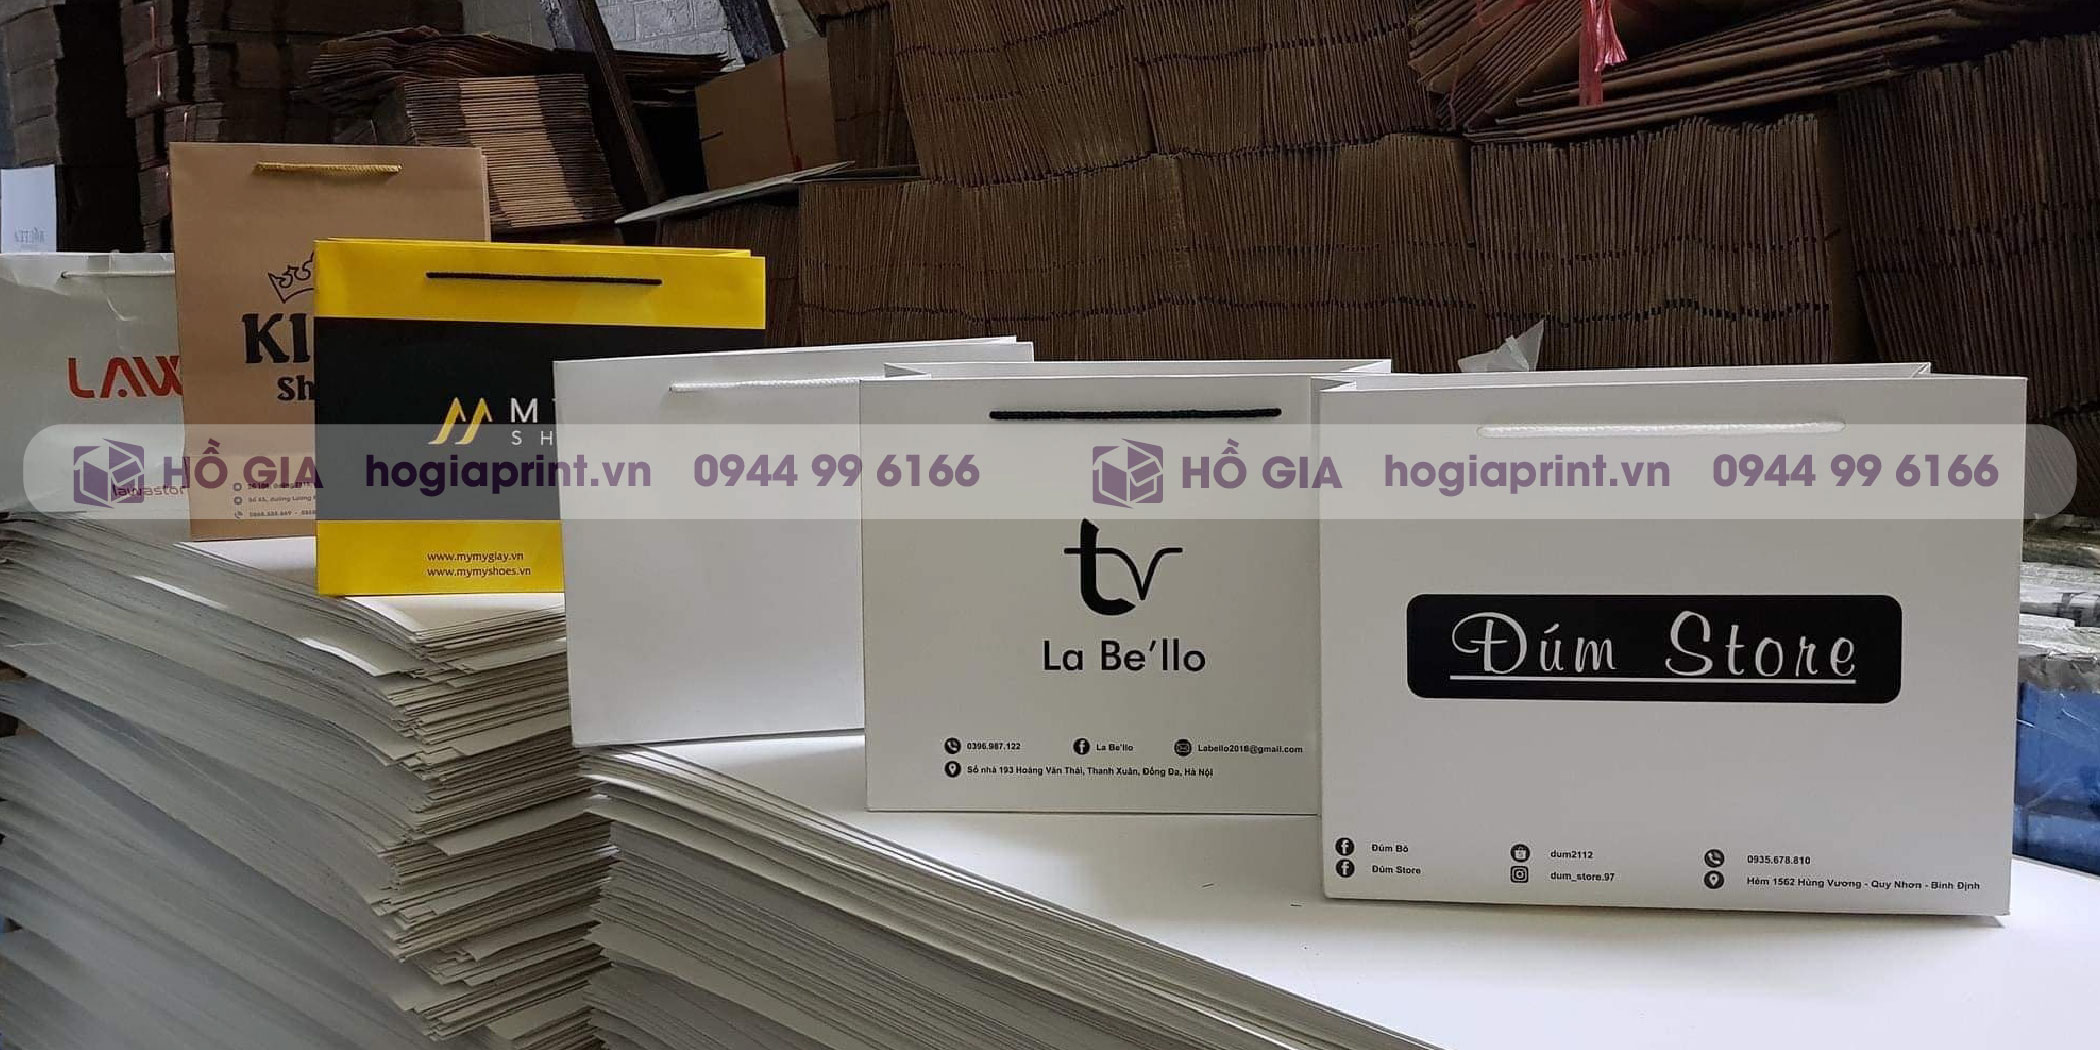 LAW
KI
Sh
M
SH
HỒ GIA hogiaprint.vn 0944 99 6166
HỒ GIA hogiaprint.vn 0944 99 6166
www.mymygiay.vn
www.mymyshoes.vn
tv
La Be'llo
0396.987.122 La Be'llo Labello2018@gmail.com
Số nhà 193 Hoàng Văn Thái, Thanh Xuân, Đống Đa, Hà Nội
Đúm Store
Đúm Bô dum2112 0935.678.810
Đúm Store dum_store.97 Hẻm 1562 Hùng Vương - Quy Nhơn - Bình Định